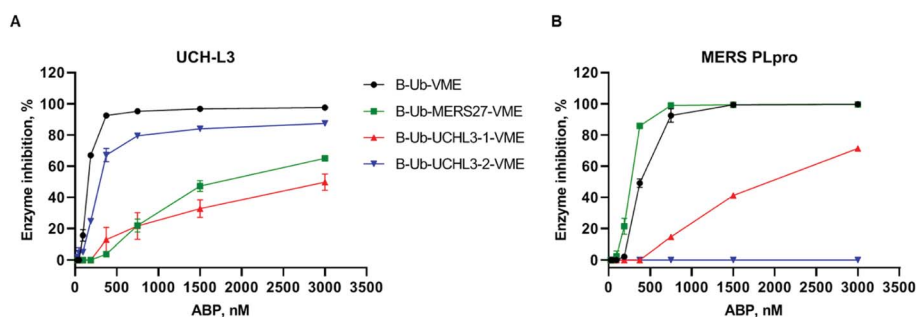 A
UCH-L3
Enzyme inhibition, %
120
100
80
60
40
20
0
0
500
1000
1500
2000
2500
3000
3500
ABP, nM
B-Ub-VME
B-Ub-MERS27-VME
B-Ub-UCHL3-1-VME
B-Ub-UCHL3-2-VME
B
MERS PLpro
Enzyme inhibition, %
120
100
80
60
40
20
0
0
500
1000
1500
2000
2500
3000
3500
ABP, nM